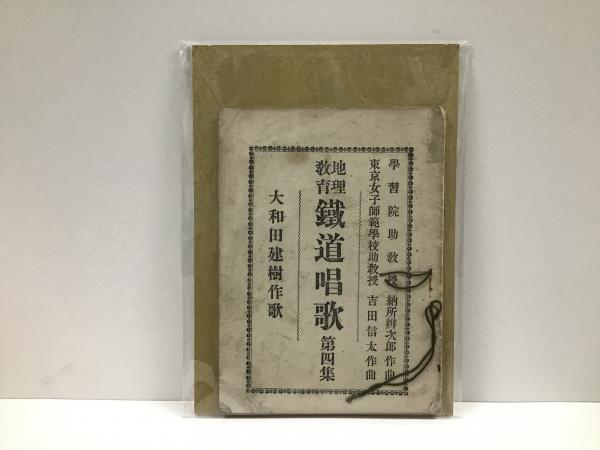 學習院助教授 納所辨次郎作曲
東京女子師範學校助教授 吉田信太作曲
地理教育 鐵道唱歌 第四集
大和田建樹作歌